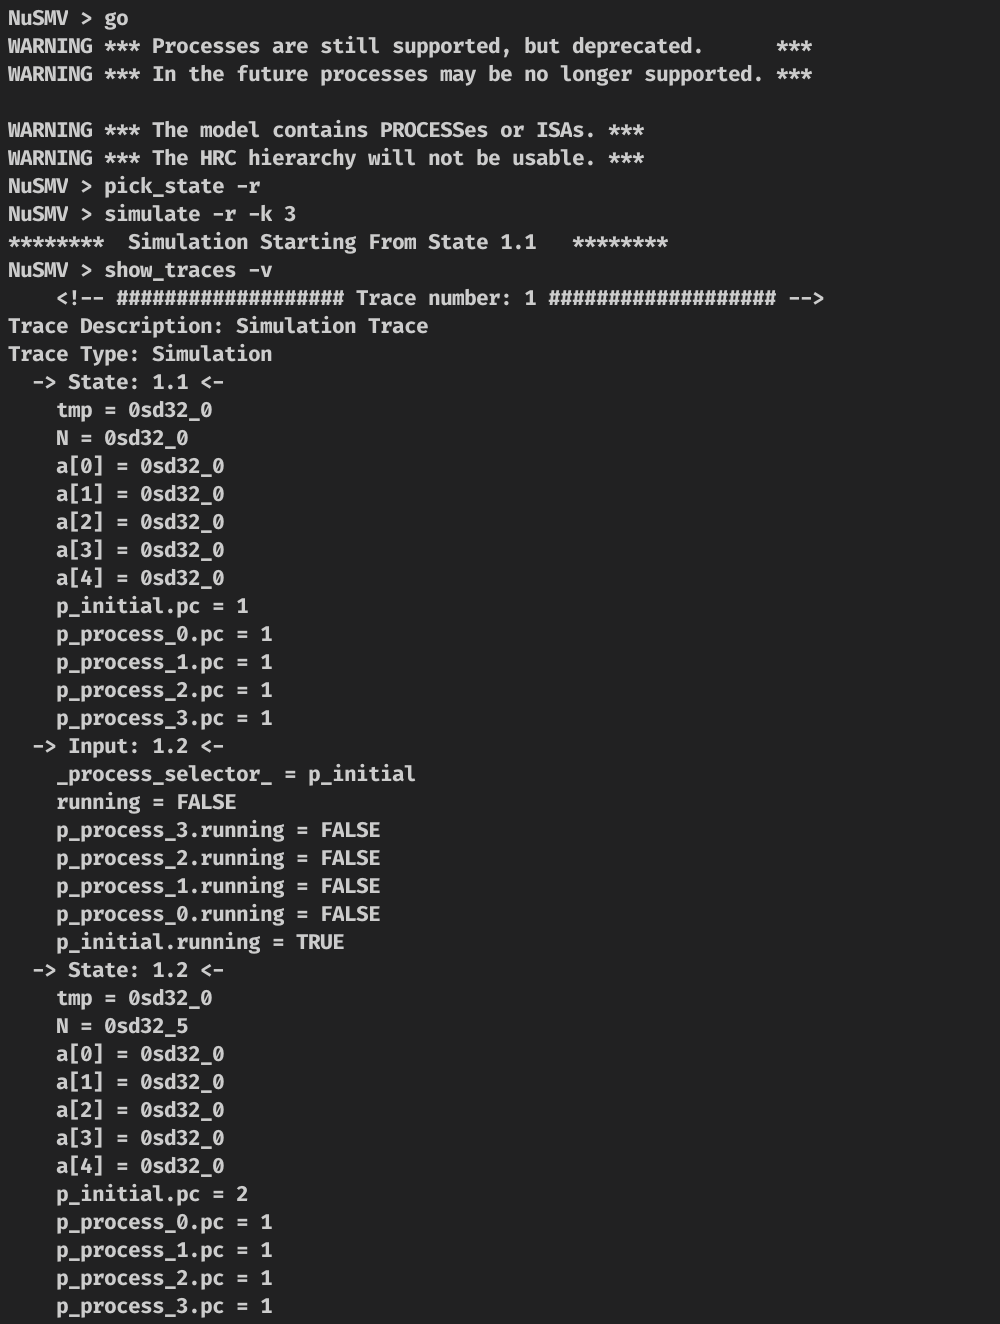 NuSMV > go
WARNING *** Processes are still supported, but deprecated.      ***
WARNING *** In the future processes may be no longer supported. ***
WARNING *** The model contains PROCESSes or ISAs. ***
WARNING *** The HRC hierarchy will not be usable. ***
NuSMV > pick_state -r
NuSMV > simulate -r -k 3
********  Simulation Starting From State 1.1   ********
NuSMV > show_traces -v
    <!-- ################### Trace number: 1 ################### -->
Trace Description: Simulation Trace
Trace Type: Simulation
  -> State: 1.1 <-
    tmp = 0sd32_0
    N = 0sd32_0
    a[0] = 0sd32_0
    a[1] = 0sd32_0
    a[2] = 0sd32_0
    a[3] = 0sd32_0
    a[4] = 0sd32_0
    p_initial.pc = 1
    p_process_0.pc = 1
    p_process_1.pc = 1
    p_process_2.pc = 1
    p_process_3.pc = 1
  -> Input: 1.2 <-
    _process_selector_ = p_initial
    running = FALSE
    p_process_3.running = FALSE
    p_process_2.running = FALSE
    p_process_1.running = FALSE
    p_process_0.running = FALSE
    p_initial.running = TRUE
  -> State: 1.2 <-
    tmp = 0sd32_0
    N = 0sd32_5
    a[0] = 0sd32_0
    a[1] = 0sd32_0
    a[2] = 0sd32_0
    a[3] = 0sd32_0
    a[4] = 0sd32_0
    p_initial.pc = 2
    p_process_0.pc = 1
    p_process_1.pc = 1
    p_process_2.pc = 1
    p_process_3.pc = 1